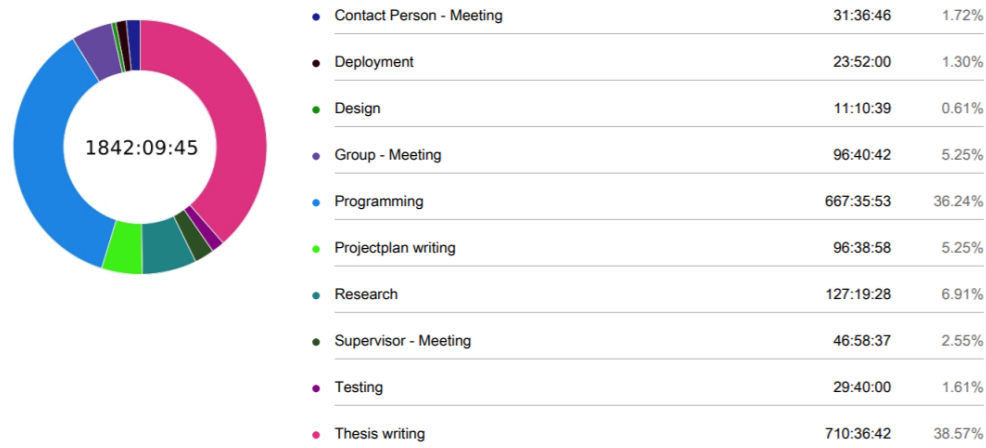 1842:09:45
Contact Person - Meeting 31:36:46 1.72%
Deployment 23:52:00 1.30%
Design 11:10:39 0.61%
Group - Meeting 96:40:42 5.25%
Programming 667:35:53 36.24%
Projectplan writing 96:38:58 5.25%
Research 127:19:28 6.91%
Supervisor - Meeting 46:58:37 2.55%
Testing 29:40:00 1.61%
Thesis writing 710:36:42 38.57%